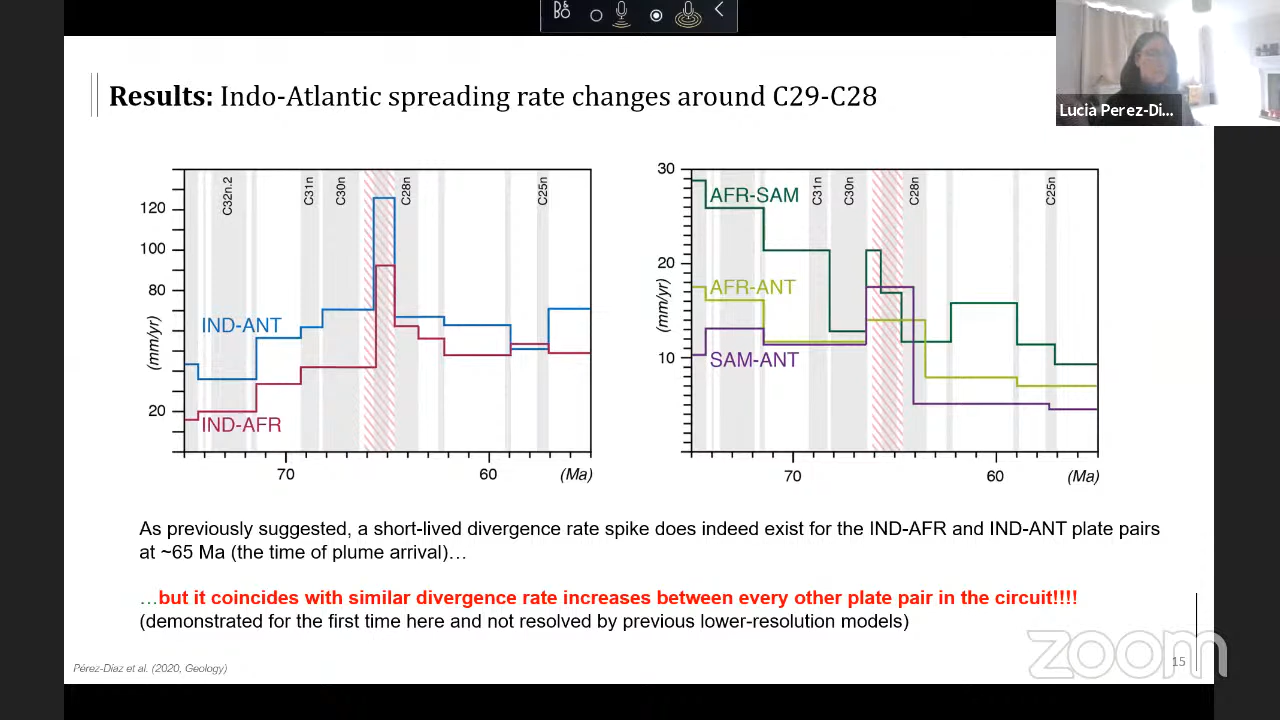 Results: Indo-Atlantic spreading rate changes around C29-C28
Lucia Perez-Di...
120
100
80
20
(mm/yr)
C32n.2
C31n
C30n
C28n
C25n
IND-ANT
IND-AFR
70
60
(Ma)
30
20
10
(mm/yr)
C31n
C30n
C28n
C25n
AFR-SAM
AFR-ANT
SAM-ANT
70
60
(Ma)
As previously suggested, a short-lived divergence rate spike does indeed exist for the IND-AFR and IND-ANT plate pairs
at ~65 Ma (the time of plume arrival)…
…but it coincides with similar divergence rate increases between every other plate pair in the circuit!!!!
(demonstrated for the first time here and not resolved by previous lower-resolution models)
Pérez-Díaz et al. (2020, Geology)
15
zoom